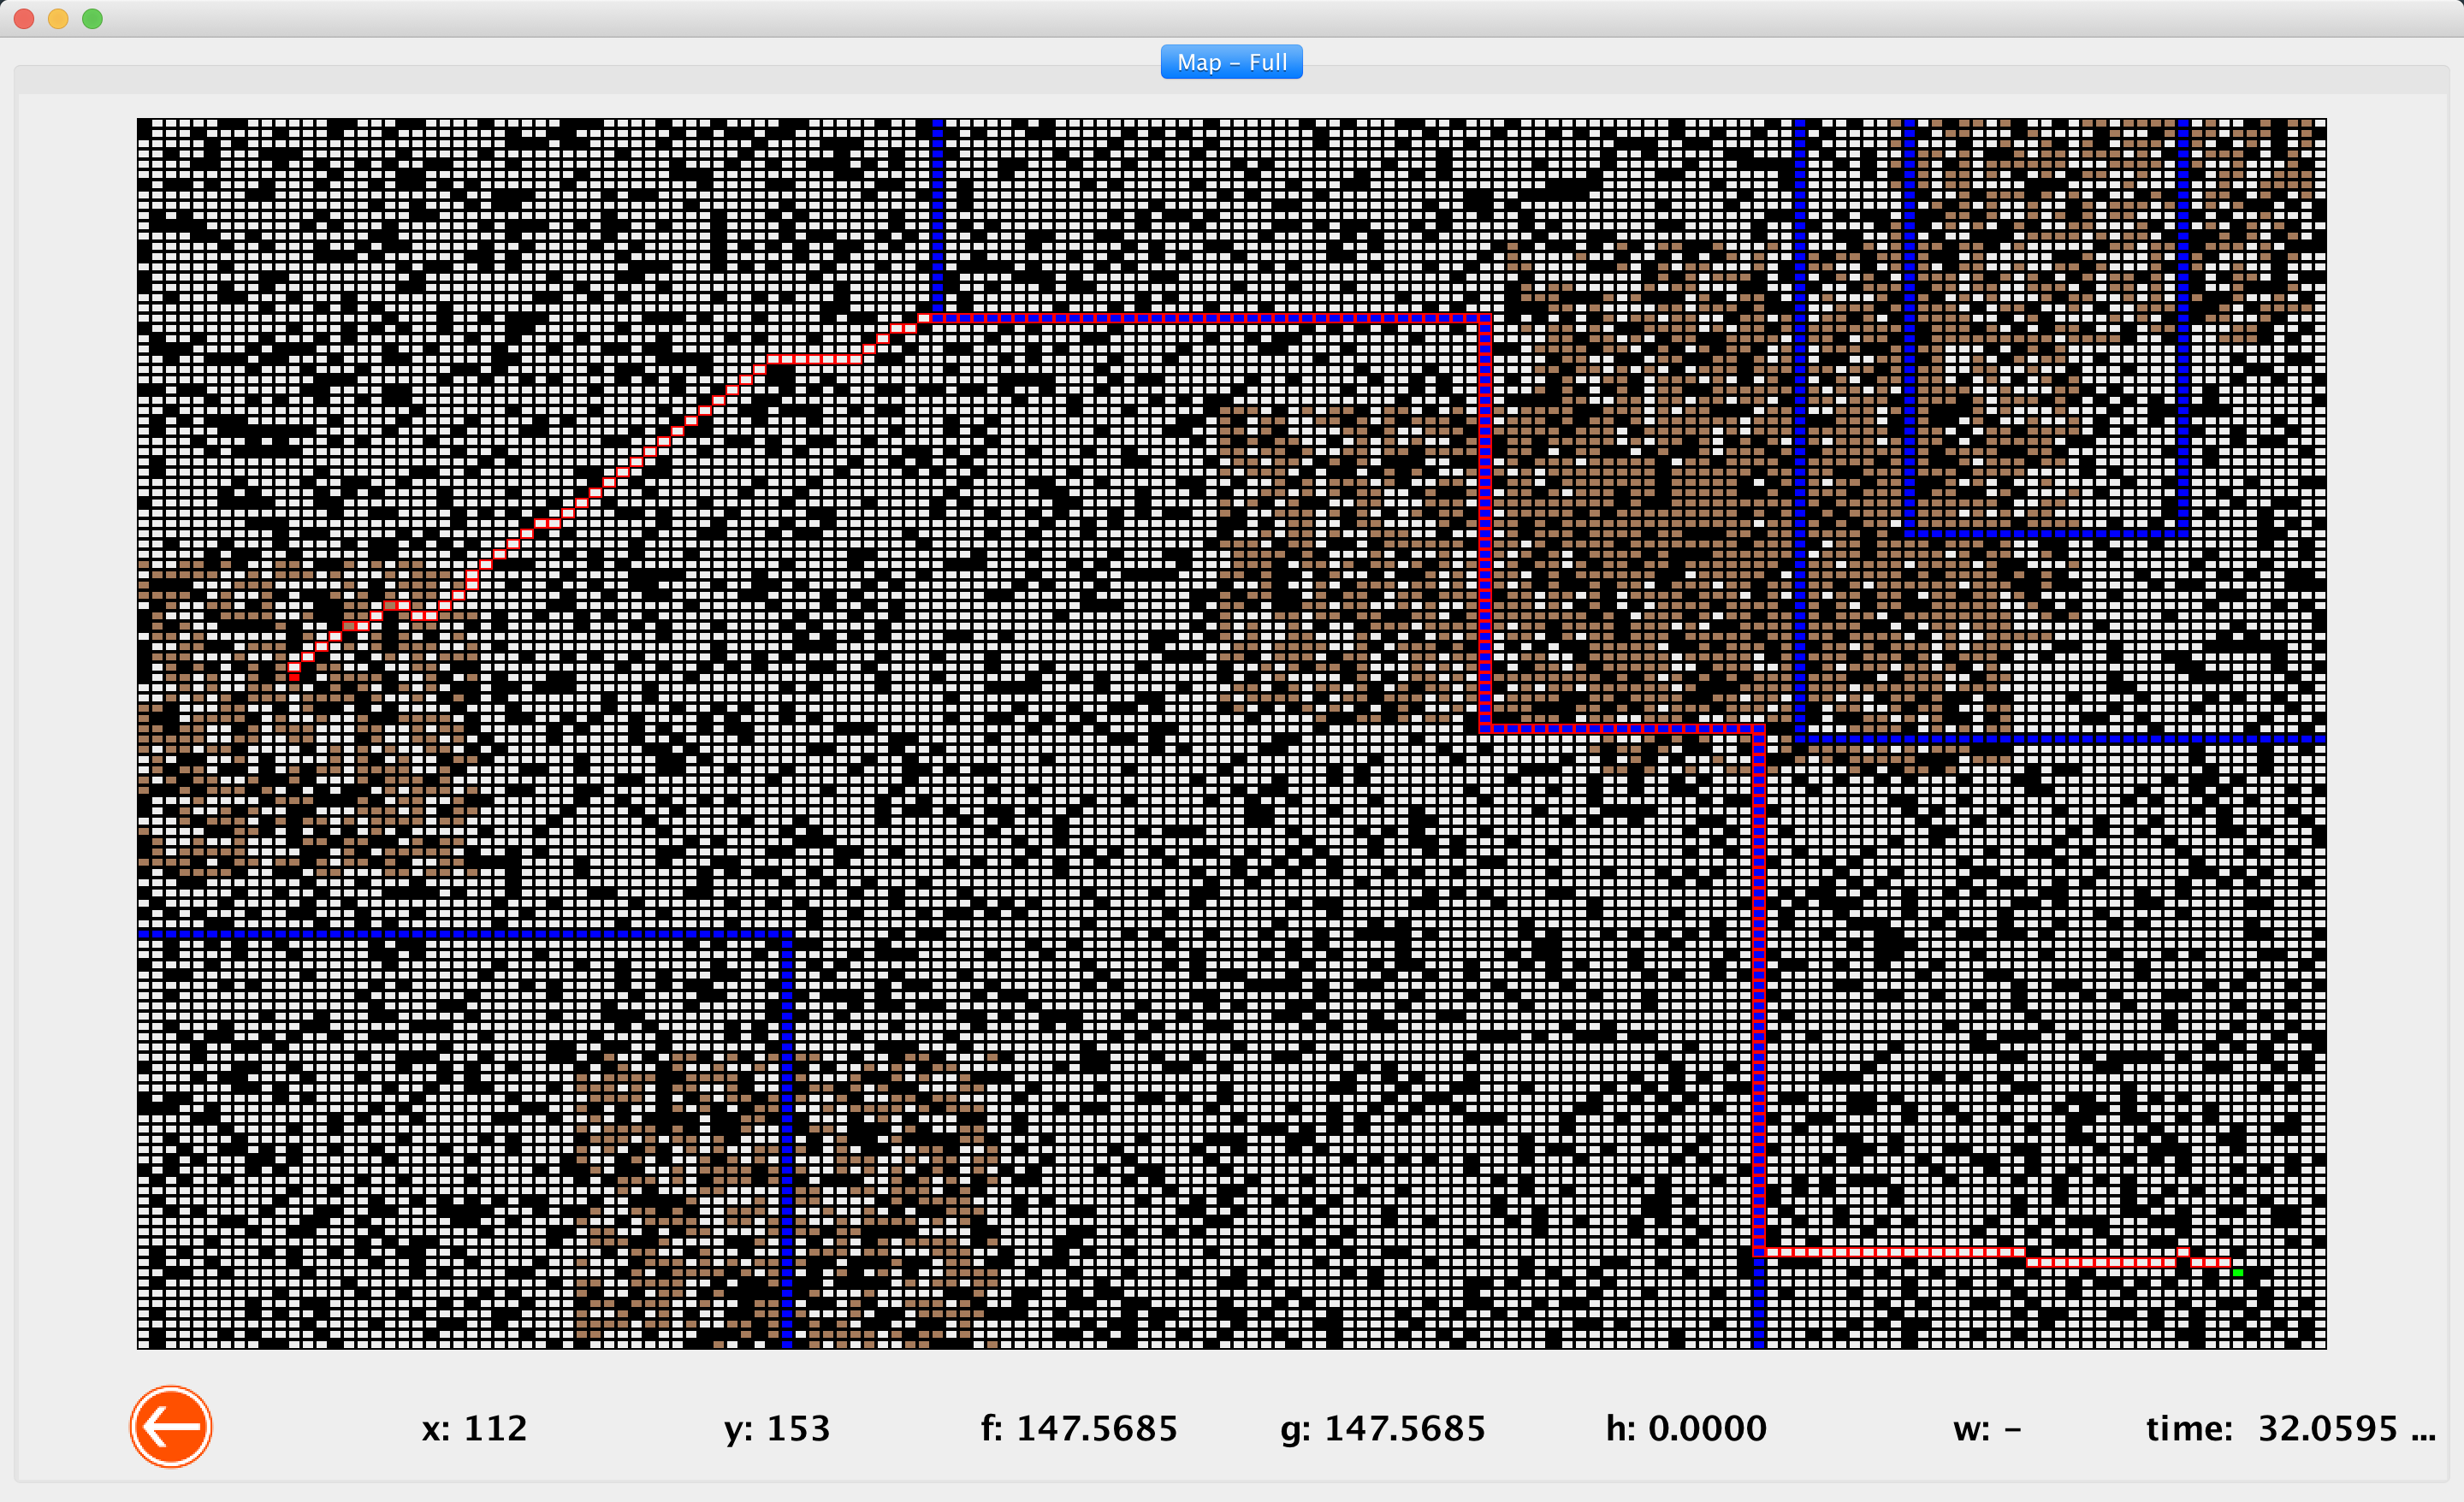 Map – Full
x: 112 y: 153 f: 147.5685 g: 147.5685 h: 0.0000 w: – time: 32.0595 ...